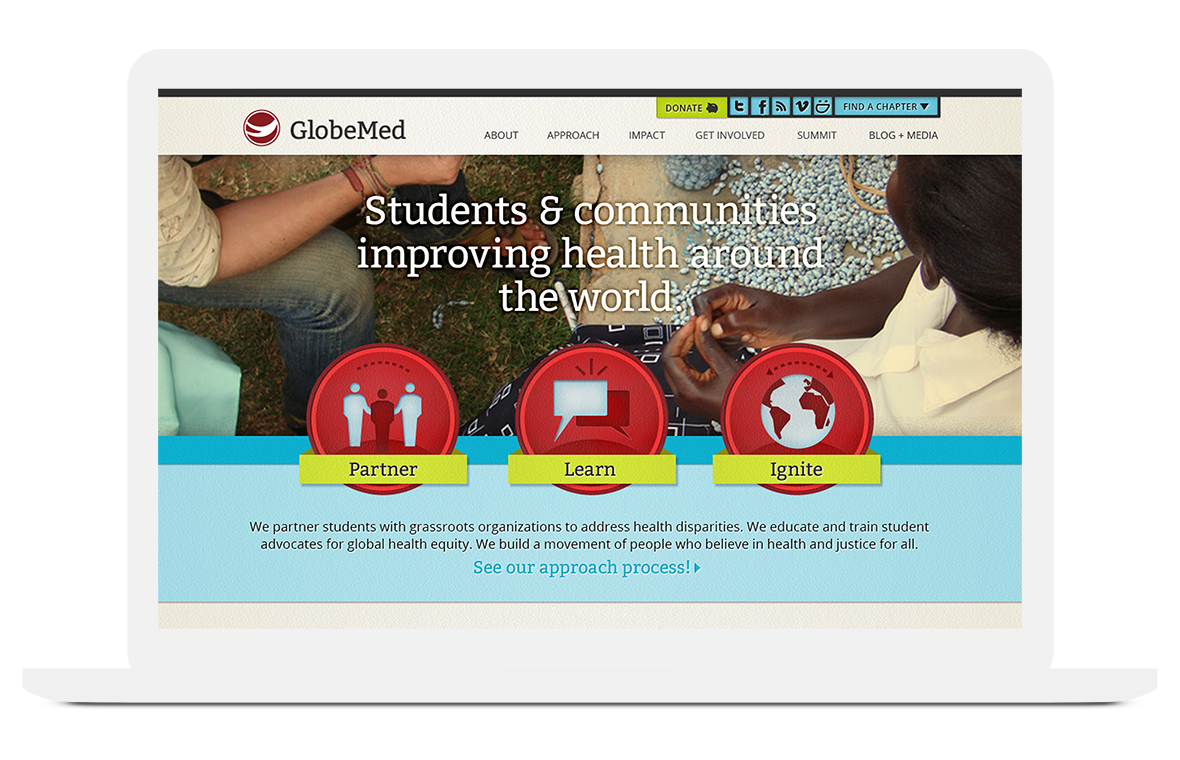 DONATE
FIND A CHAPTER
GlobeMed
ABOUT
APPROACH
IMPACT
GET INVOLVED
SUMMIT
BLOG + MEDIA
Students & communities
improving health around
the world.
Partner
Learn
Ignite
We partner students with grassroots organizations to address health disparities. We educate and train student
advocates for global health equity. We build a movement of people who believe in health and justice for all.
See our approach process!